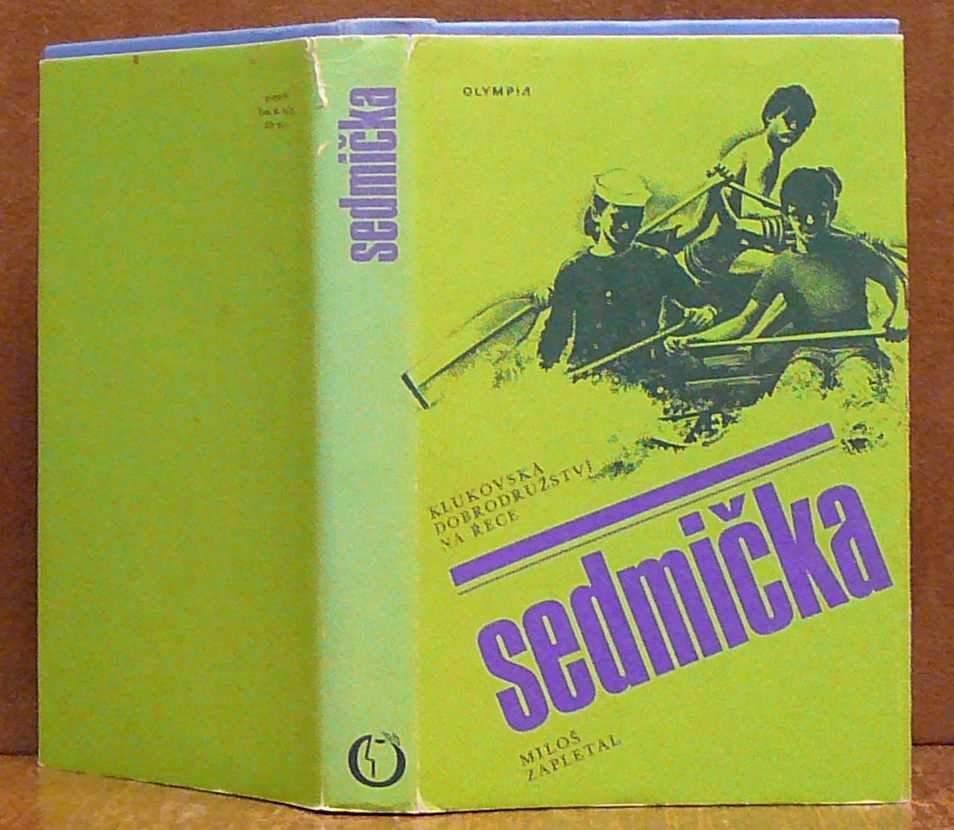 sedmička
OLYMPIA
KLUKOVSKÁ
DOBRODRUŽSTVÍ
NA ŘECE
sedmička
MILOŠ
ZAPLETAL